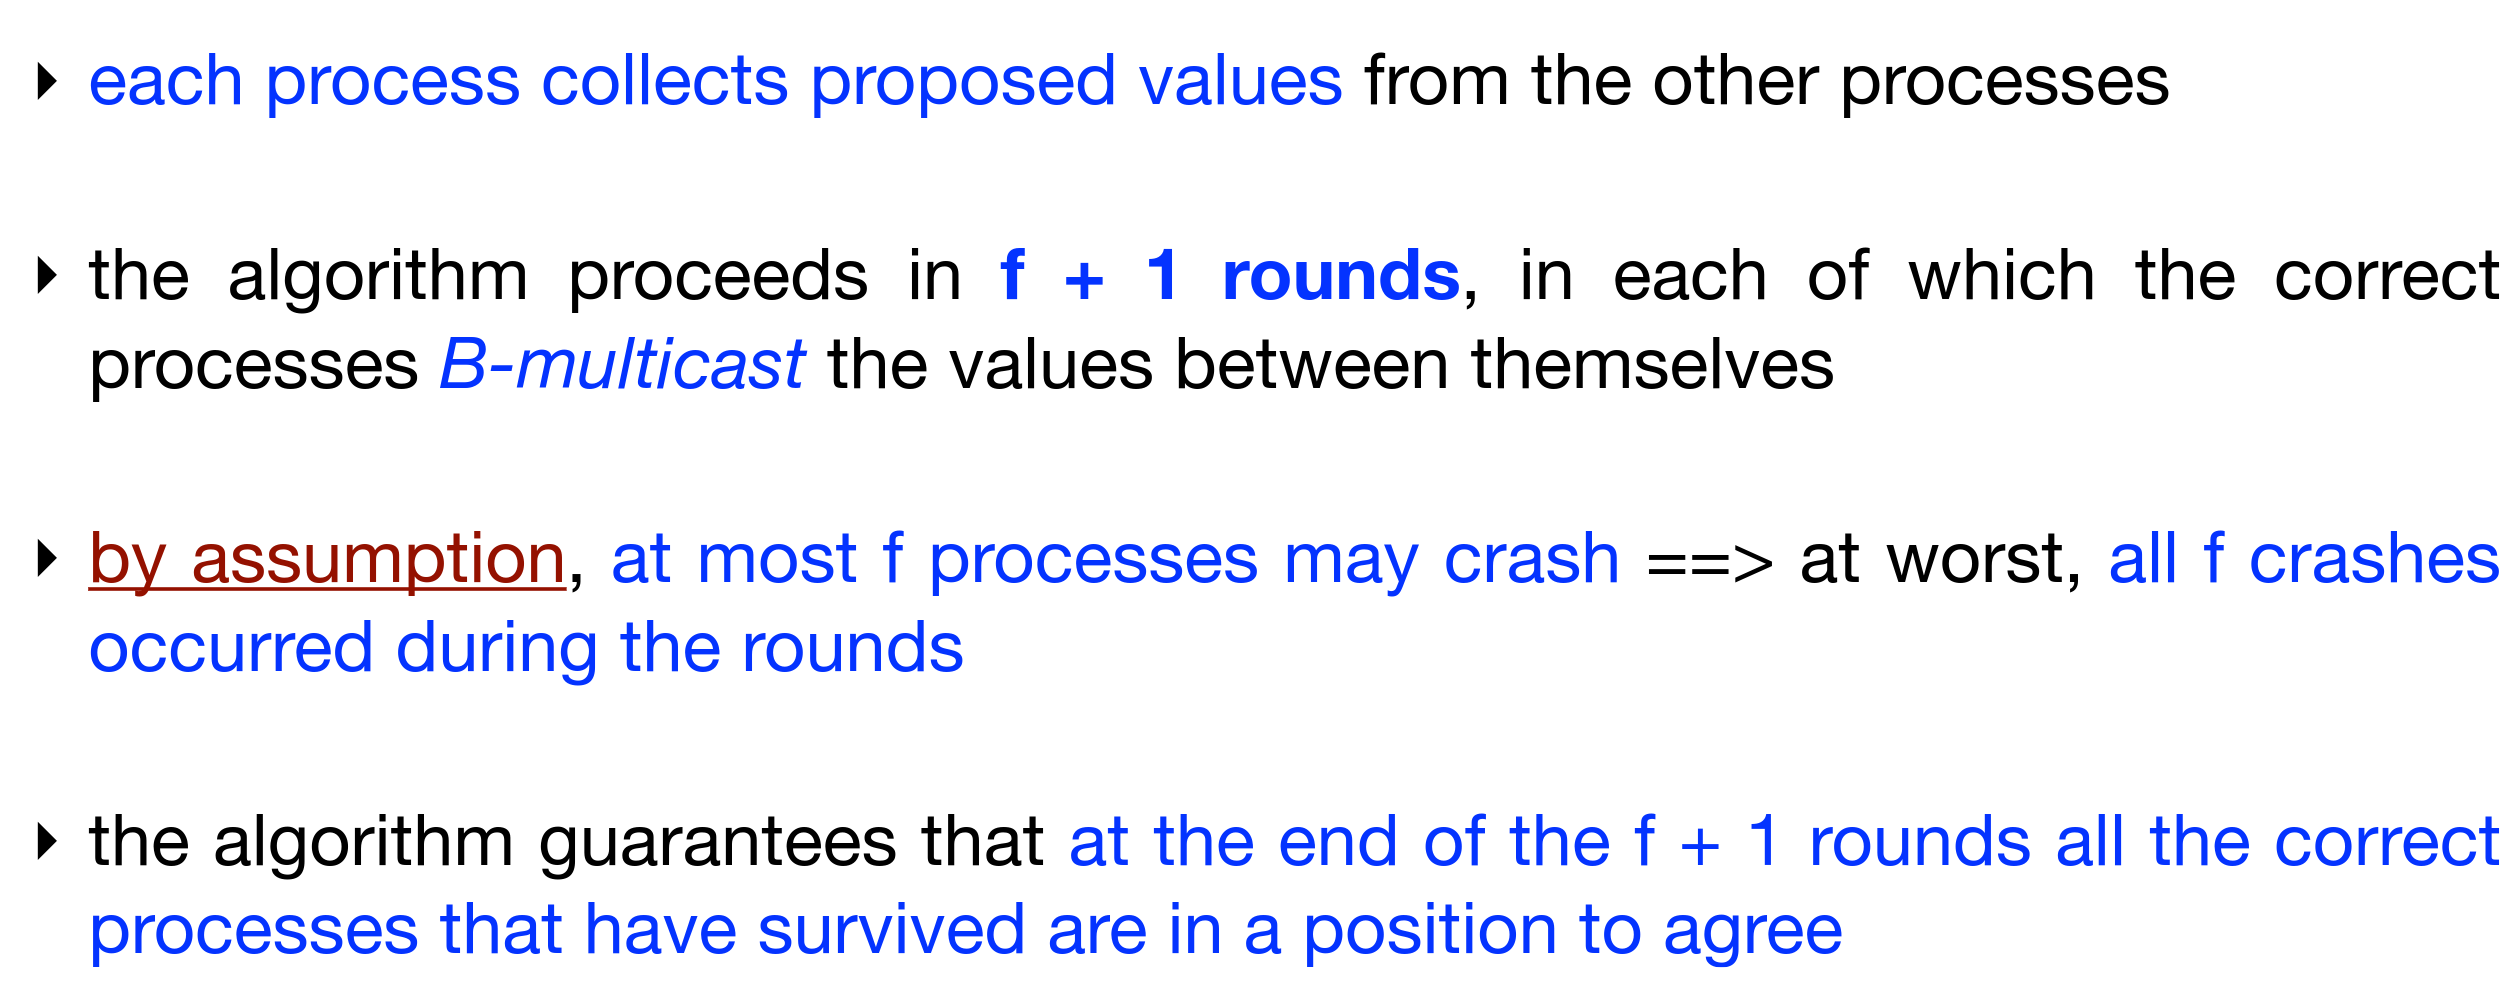 ‣ each process collects proposed values from the other processes
‣ the algorithm proceeds in f + 1 rounds, in each of which the correct
processes B-multicast the values between themselves
‣ by assumption, at most f processes may crash ==> at worst, all f crashes
occurred during the rounds
‣ the algorithm guarantees that at the end of the f + 1 rounds all the correct
processes that have survived are in a position to agree